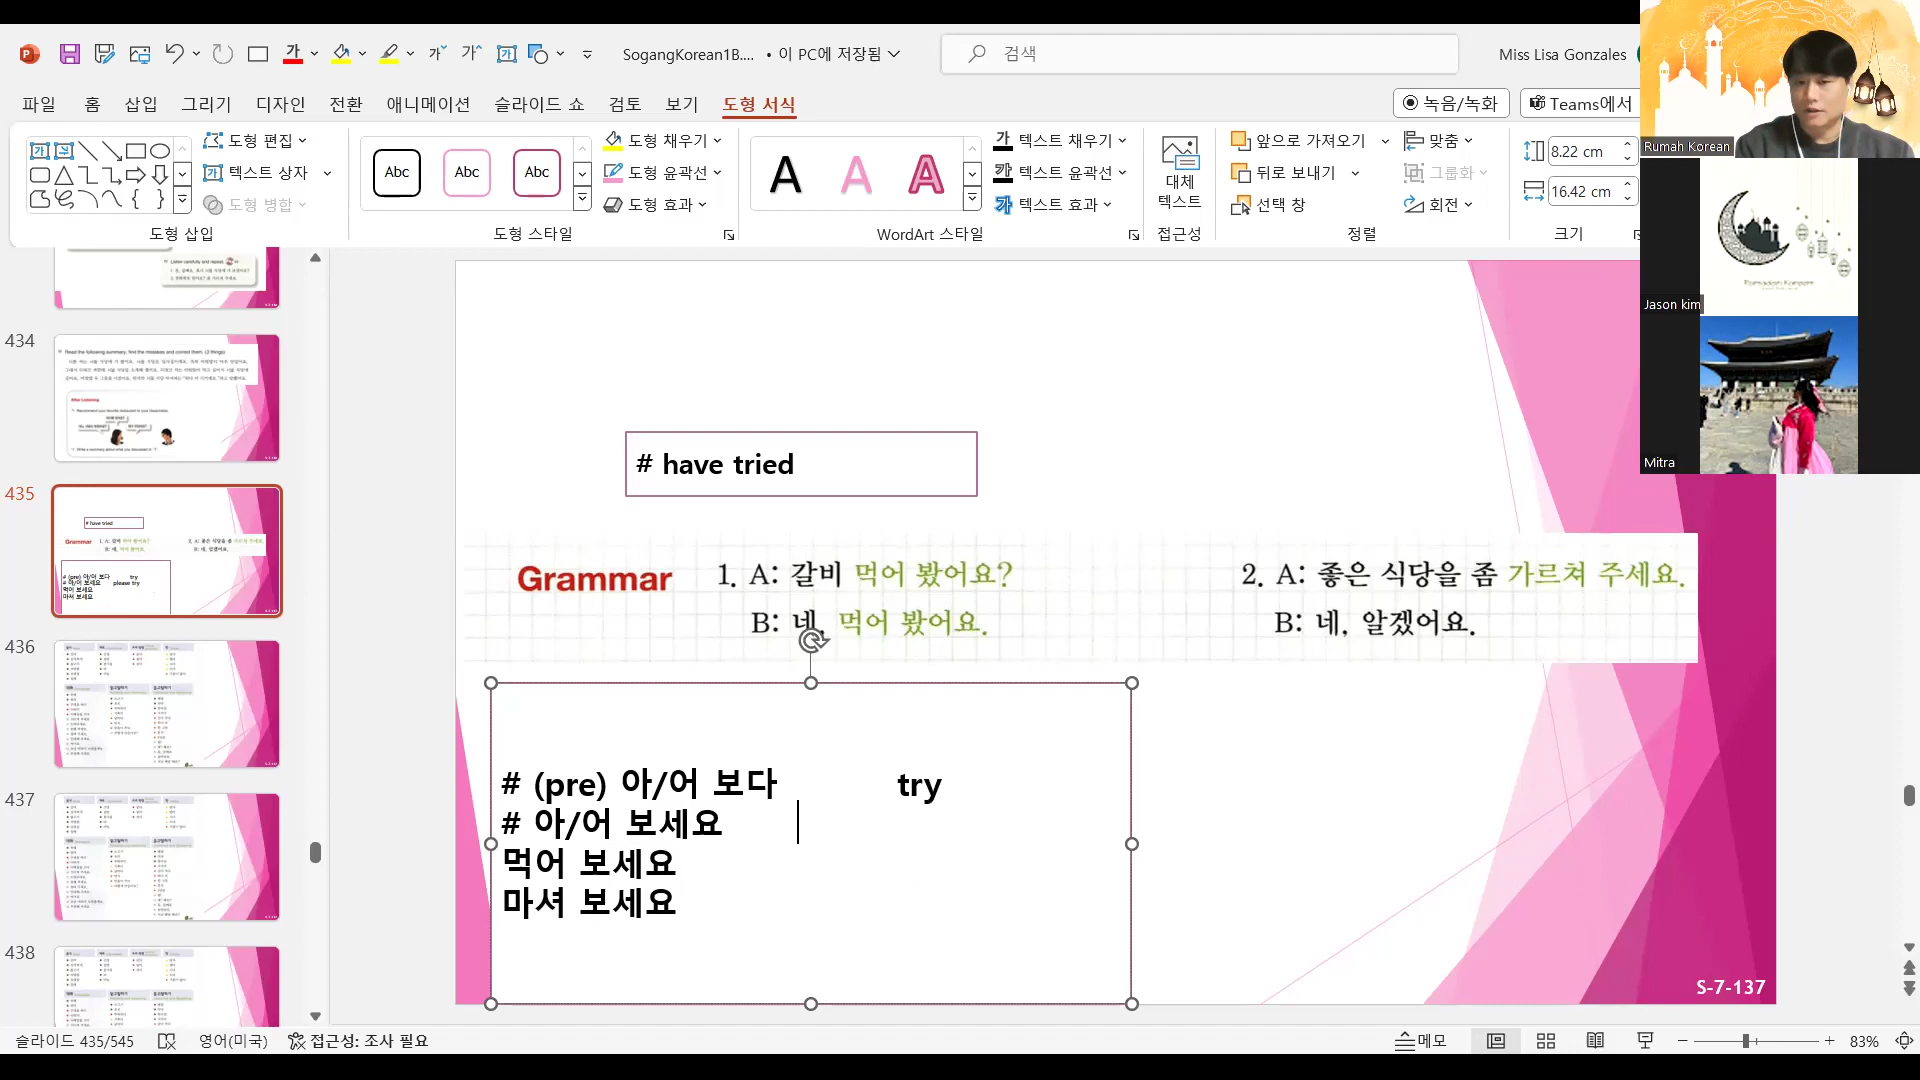 SogangKorean1B....
• 이 PC에 저장됨
검색
Miss Lisa Gonzales
파일
홈
삽입
그리기
디자인
전환
애니메이션
슬라이드 쇼
검토
보기
도형 서식
녹음/녹화
Teams에서
도형 편집
텍스트 상자
도형 병합
도형 삽입
Abc
Abc
Abc
도형 채우기
도형 윤곽선
도형 효과
도형 스타일
A
A
A
텍스트 채우기
텍스트 윤곽선
텍스트 효과
WordArt 스타일
대체
텍스트
접근성
앞으로 가져오기
뒤로 보내기
선택 창
맞춤
그룹화
회전
정렬
8.22 cm
16.42 cm
크기
Rumah Korean
Jason kim
Mitra
434
435
436
437
438
# have tried
Grammar
1. A: 갈비 먹어 봤어요?
B: 네, 먹어 봤어요.
2. A: 좋은 식당을 좀 가르쳐 주세요.
B: 네, 알겠어요.
# (pre) 아/어 보다 try
# 아/어 보세요
먹어 보세요
마셔 보세요
S-7-137
슬라이드 435/545
영어(미국)
접근성: 조사 필요
메모
83%